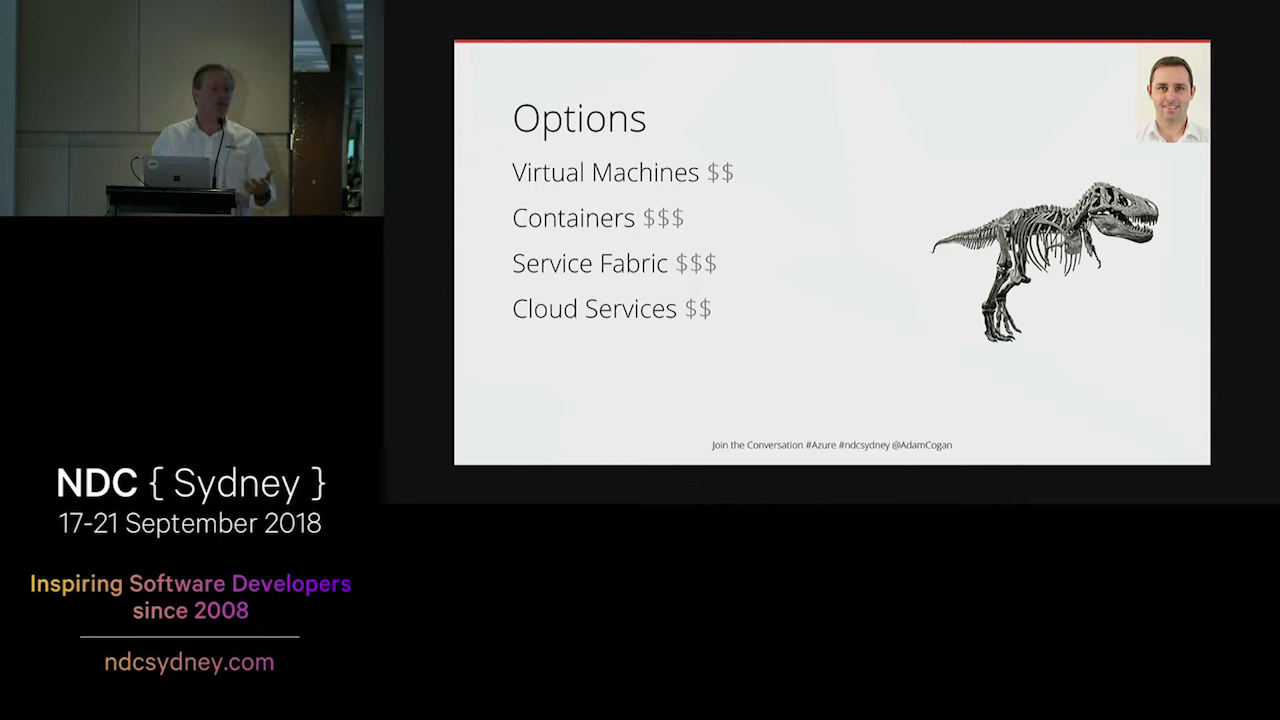 Options
Virtual Machines $$
Containers $$$
Service Fabric $$$
Cloud Services $$
Join the Conversation #Azure #ndcsydney @AdamCogan
NDC { Sydney }
17-21 September 2018
Inspiring Software Developers
since 2008
ndcsydney.com